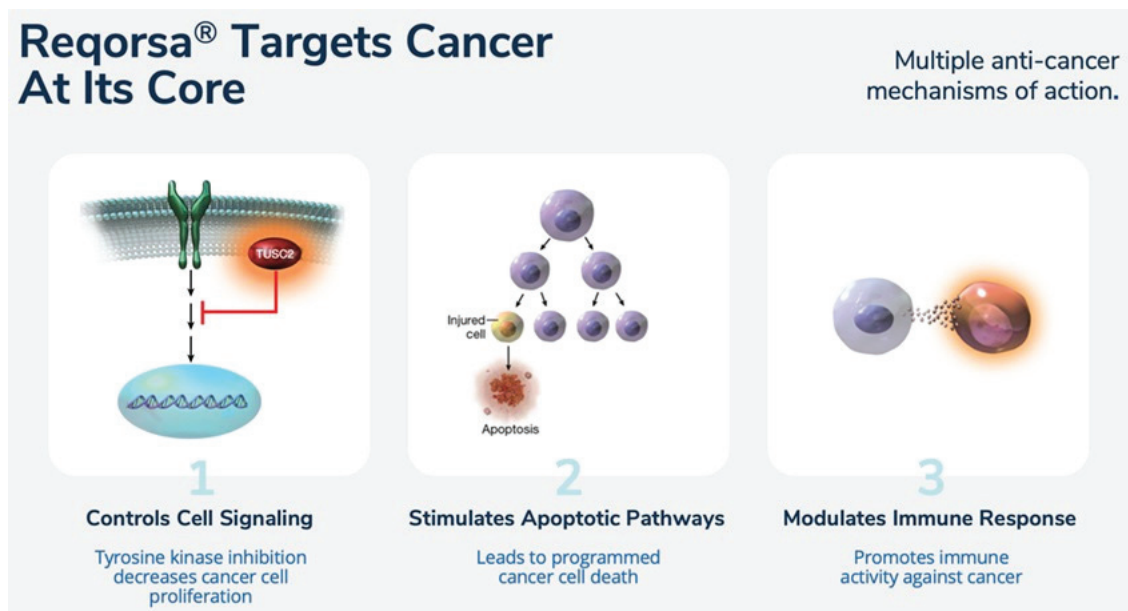 Reqorsa® Targets Cancer
At Its Core
Multiple anti-cancer
mechanisms of action.
TUSC2
1
Controls Cell Signaling
Tyrosine kinase inhibition
decreases cancer cell
proliferation
Injured
cell
Apoptosis
2
Stimulates Apoptotic Pathways
Leads to programmed
cancer cell death
3
Modulates Immune Response
Promotes immune
activity against cancer